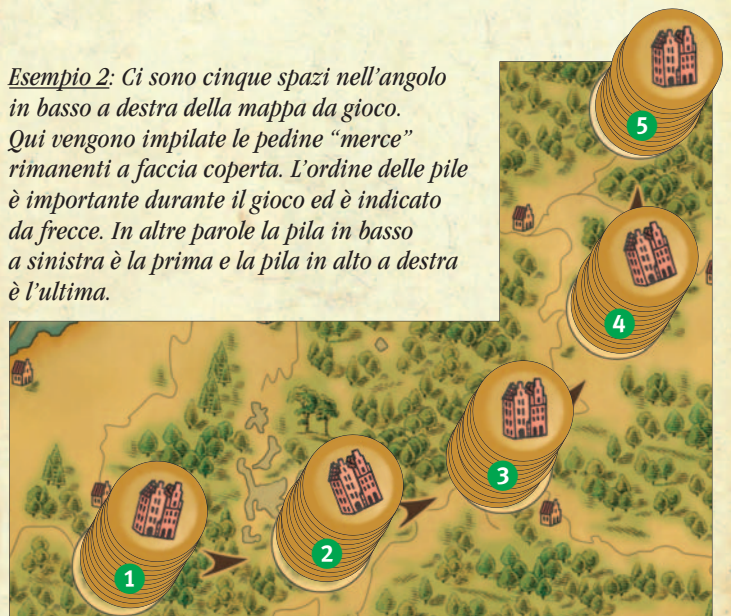 Esempio 2: Ci sono cinque spazi nell'angolo
in basso a destra della mappa da gioco.
Qui vengono impilate le pedine “merce”
rimanenti a faccia coperta. L'ordine delle pile
è importante durante il gioco ed è indicato
da frecce. In altre parole la pila in basso
a sinistra è la prima e la pila in alto a destra
è l'ultima.
5
4
3
2
1